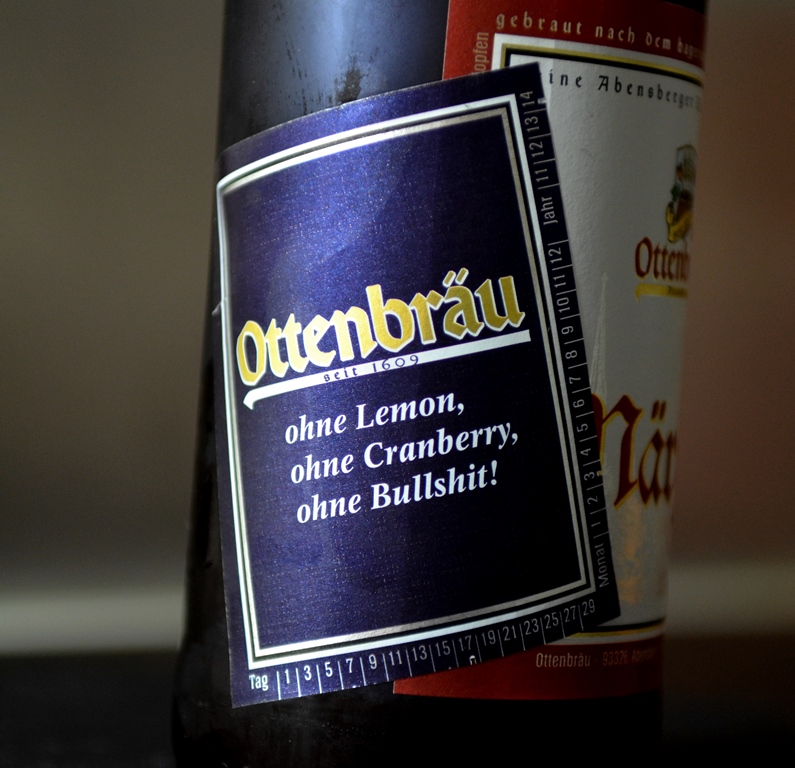 Ottenbräu
seit 1609
ohne Lemon,
ohne Cranberry,
ohne Bullshit!
Tag 1 3 5 7 9 11 13 15 17 19 21 23 25 27 29
Monat 1 2 3 4 5 6 7 8 9 10 11 12 Jahr 11 12 13 14
gebraut nach dem
Abensberger
Ottenbräu 93326